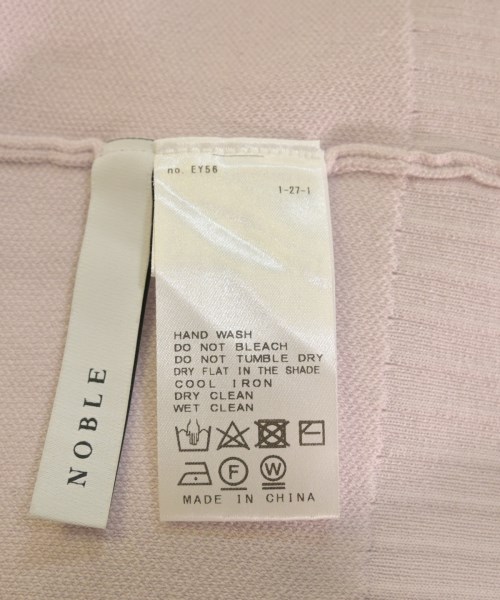 NOBLE
no. EY56
1-27-1
HAND WASH
DO NOT BLEACH
DO NOT TUMBLE DRY
DRY FLAT IN THE SHADE
COOL IRON
DRY CLEAN
WET CLEAN
F W
MADE IN CHINA